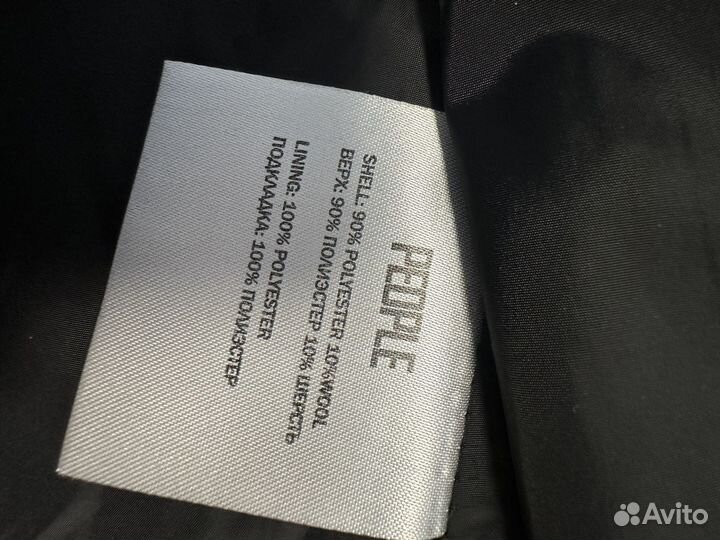 PEOPLE
SHELL: 90% POLYESTER 10%WOOL
ВЕРХ: 90% ПОЛИЭСТЕР 10% ШЕРСТЬ
LINING: 100% POLYESTER
ПОДКЛАДКА: 100% ПОЛИЭСТЕР
Avito